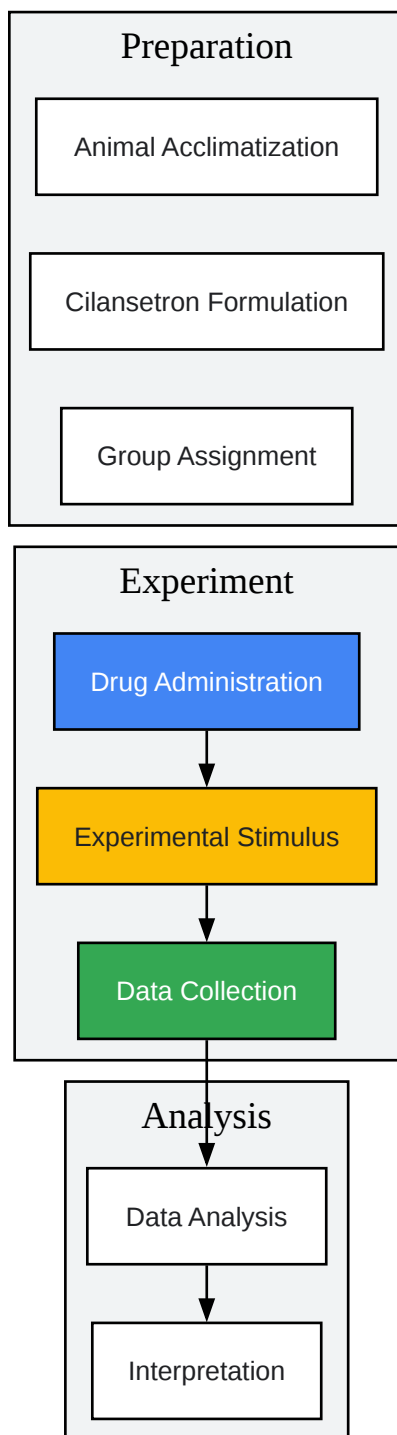 Preparation
Animal Acclimatization
Cilansetron Formulation
Group Assignment
Experiment
Drug Administration
Experimental Stimulus
Data Collection
Analysis
Data Analysis
Interpretation